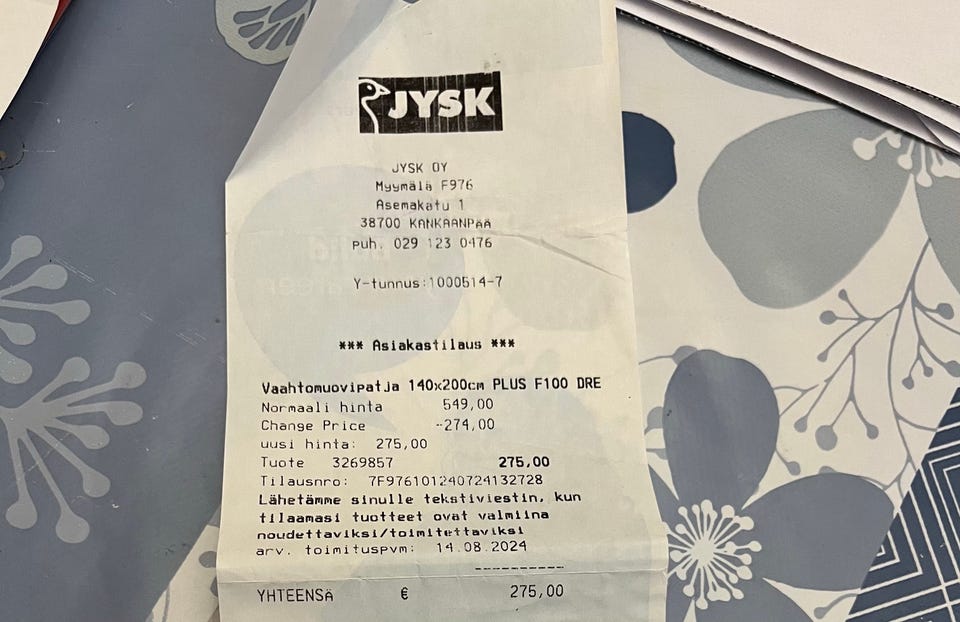 JYSK
JYSK OY
Myymälä F976
Asemakatu 1
38700 KANKAANPÄÄ
puh. 029 123 0476
Y-tunnus:1000514-7
*** Asiakastilaus ***
Vaahtomuovipatja 140x200cm PLUS F100 DRE
Normaali hinta 549,00
Change Price -274,00
uusi hinta: 275,00
Tuote 3269857 275,00
Tilausnro: 7F976101240724132728
Lähetämme sinulle tekstiviestin, kun
tilaamasi tuotteet ovat valmiina
noudettaviksi/toimitettaviksi
arv. toimituspvm: 14.08.2024
----------
YHTEENSÄ € 275,00